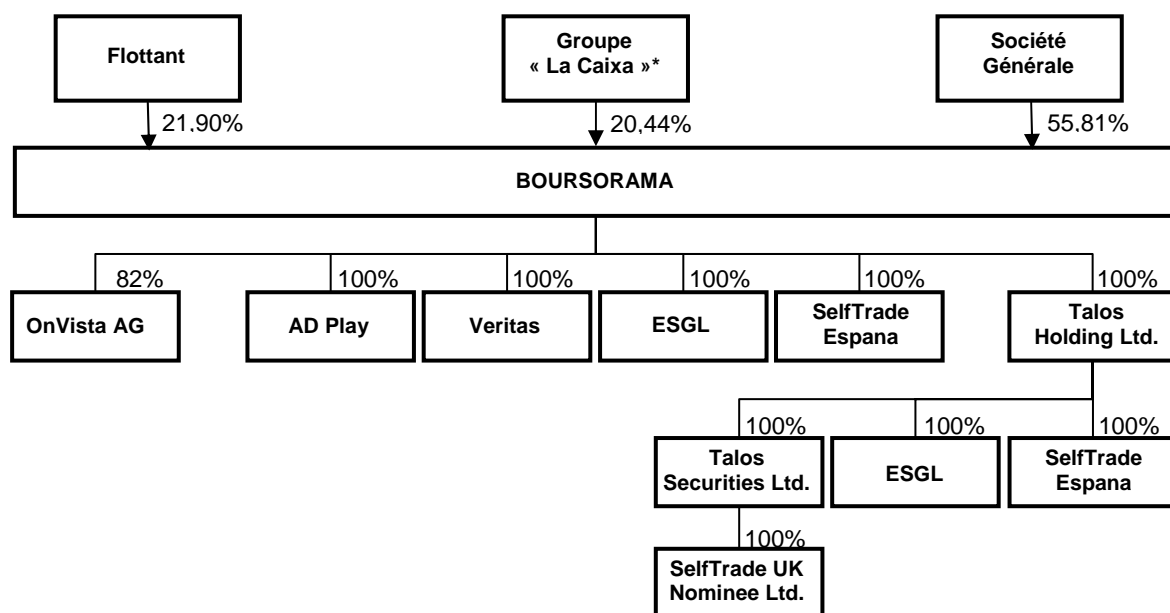 Flottant
Groupe
« La Caixa »*
Société
Générale
21,90%
20,44%
55,81%
BOURSORAMA
82%
100%
100%
100%
100%
100%
OnVista AG
AD Play
Veritas
ESGL
SelfTrade
Espana
Talos
Holding Ltd.
100%
100%
100%
Talos
Securities Ltd.
ESGL
SelfTrade
Espana
100%
SelfTrade UK
Nominee Ltd.